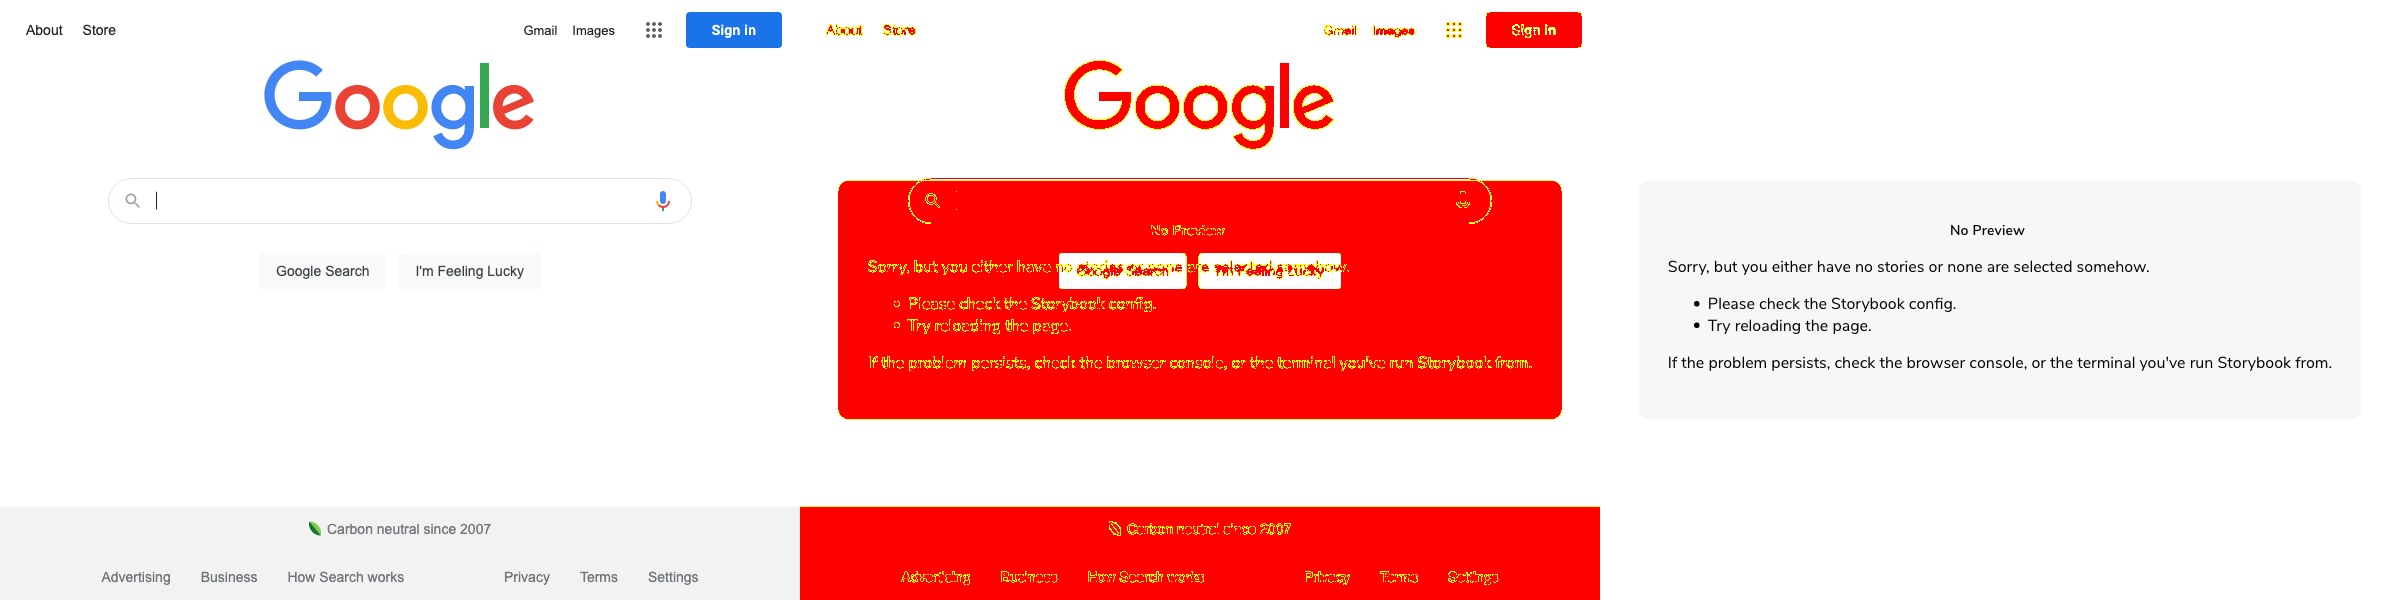 About Store Gmail Images Sign in
Google
Google Search I'm Feeling Lucky
Carbon neutral since 2007
Advertising Business How Search works Privacy Terms Settings
About Store Gmail Images Sign in
Google
No Preview
Sorry, but you either have no stories or none are selected somehow.
Google Search I'm Feeling Lucky
Please check the Storybook config.
Try reloading the page.
If the problem persists, check the browser console, or the terminal you've run Storybook from.
Carbon neutral since 2007
Advertising Business How Search works Privacy Terms Settings
No Preview
Sorry, but you either have no stories or none are selected somehow.
Please check the Storybook config.
Try reloading the page.
If the problem persists, check the browser console, or the terminal you've run Storybook from.